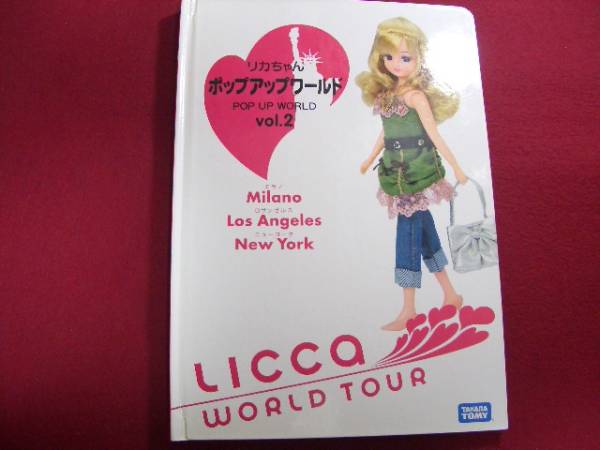 リカちゃん
ポップアップワールド
POP UP WORLD
vol.2
ミラノ
Milano
ロサンゼルス
Los Angeles
ニューヨーク
New York
LICCA
WORLD TOUR
TAKARA
TOMY